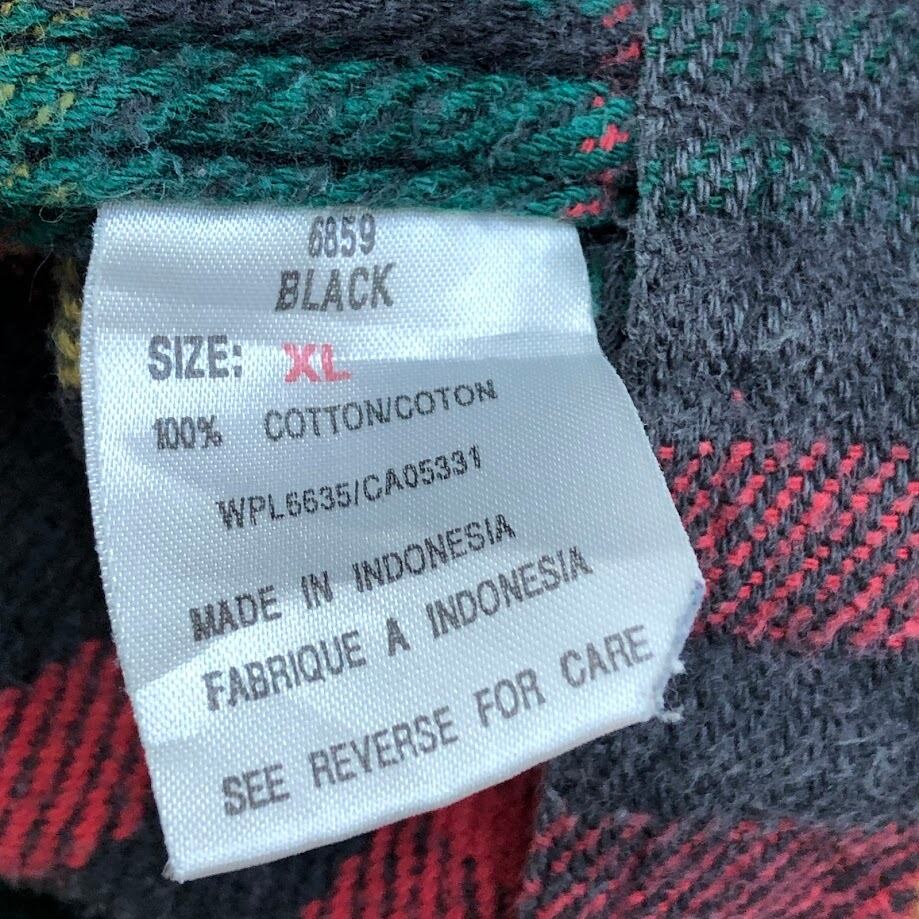 6859
BLACK
SIZE: XL
100% COTTON/COTON
WPL6635/CA05331
MADE IN INDONESIA
FABRIQUE A INDONESIA
SEE REVERSE FOR CARE